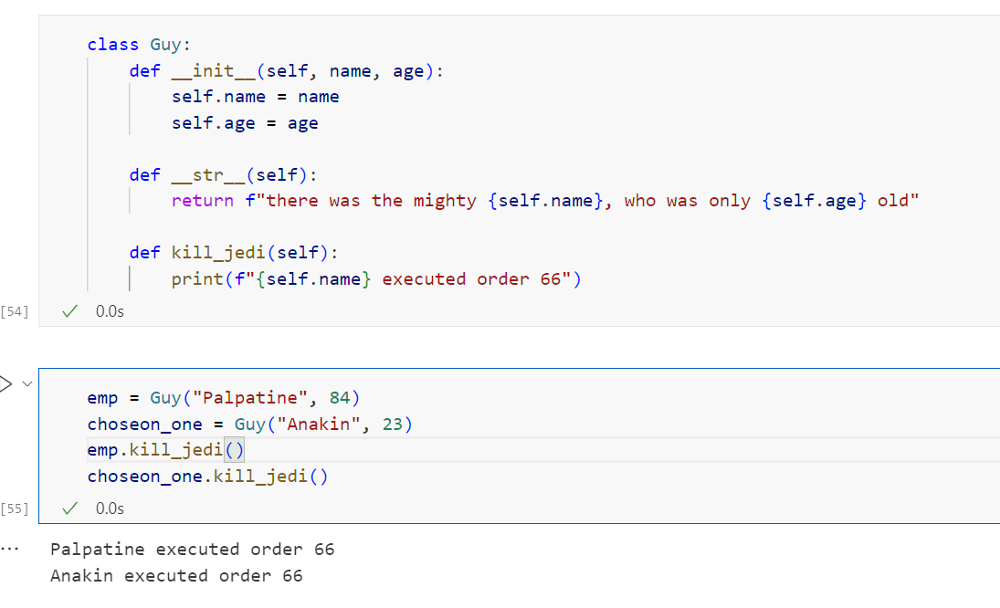 class Guy:
    def __init__(self, name, age):
        self.name = name
        self.age = age
    def __str__(self):
        return f"there was the mighty {self.name}, who was only {self.age} old"
    def kill_jedi(self):
        print(f"{self.name} executed order 66")
[54]
0.0s
emp = Guy("Palpatine", 84)
choseon_one = Guy("Anakin", 23)
emp.kill_jedi()
choseon_one.kill_jedi()
[55]
0.0s
...
Palpatine executed order 66
Anakin executed order 66